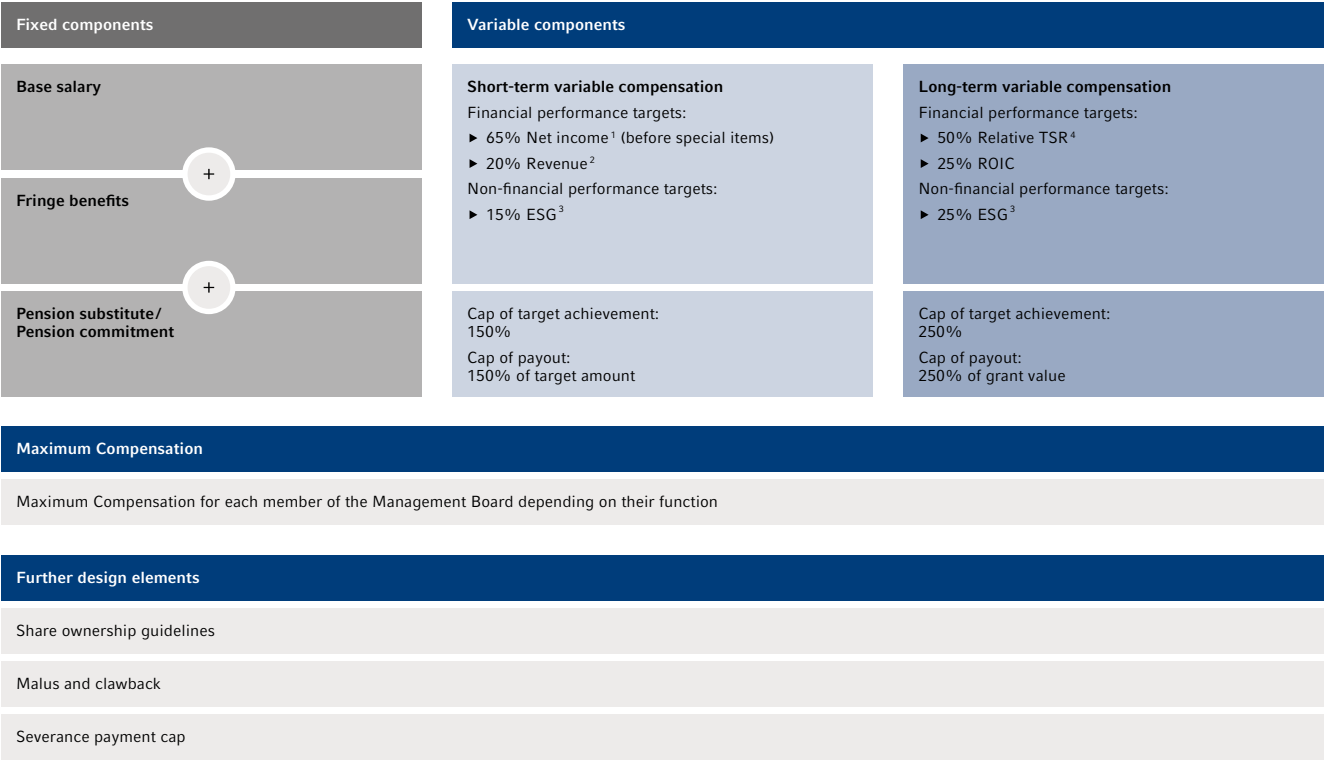 Fixed components
Variable components
Base salary
+
Fringe benefits
+
Pension substitute/
Pension commitment
Short-term variable compensation
Financial performance targets:
▶ 65% Net income¹ (before special items)
▶ 20% Revenue²
Non-financial performance targets:
▶ 15% ESG³
Cap of target achievement:
150%
Cap of payout:
150% of target amount
Long-term variable compensation
Financial performance targets:
▶ 50% Relative TSR⁴
▶ 25% ROIC
Non-financial performance targets:
▶ 25% ESG³
Cap of target achievement:
250%
Cap of payout:
250% of grant value
Maximum Compensation
Maximum Compensation for each member of the Management Board depending on their function
Further design elements
Share ownership guidelines
Malus and clawback
Severance payment cap